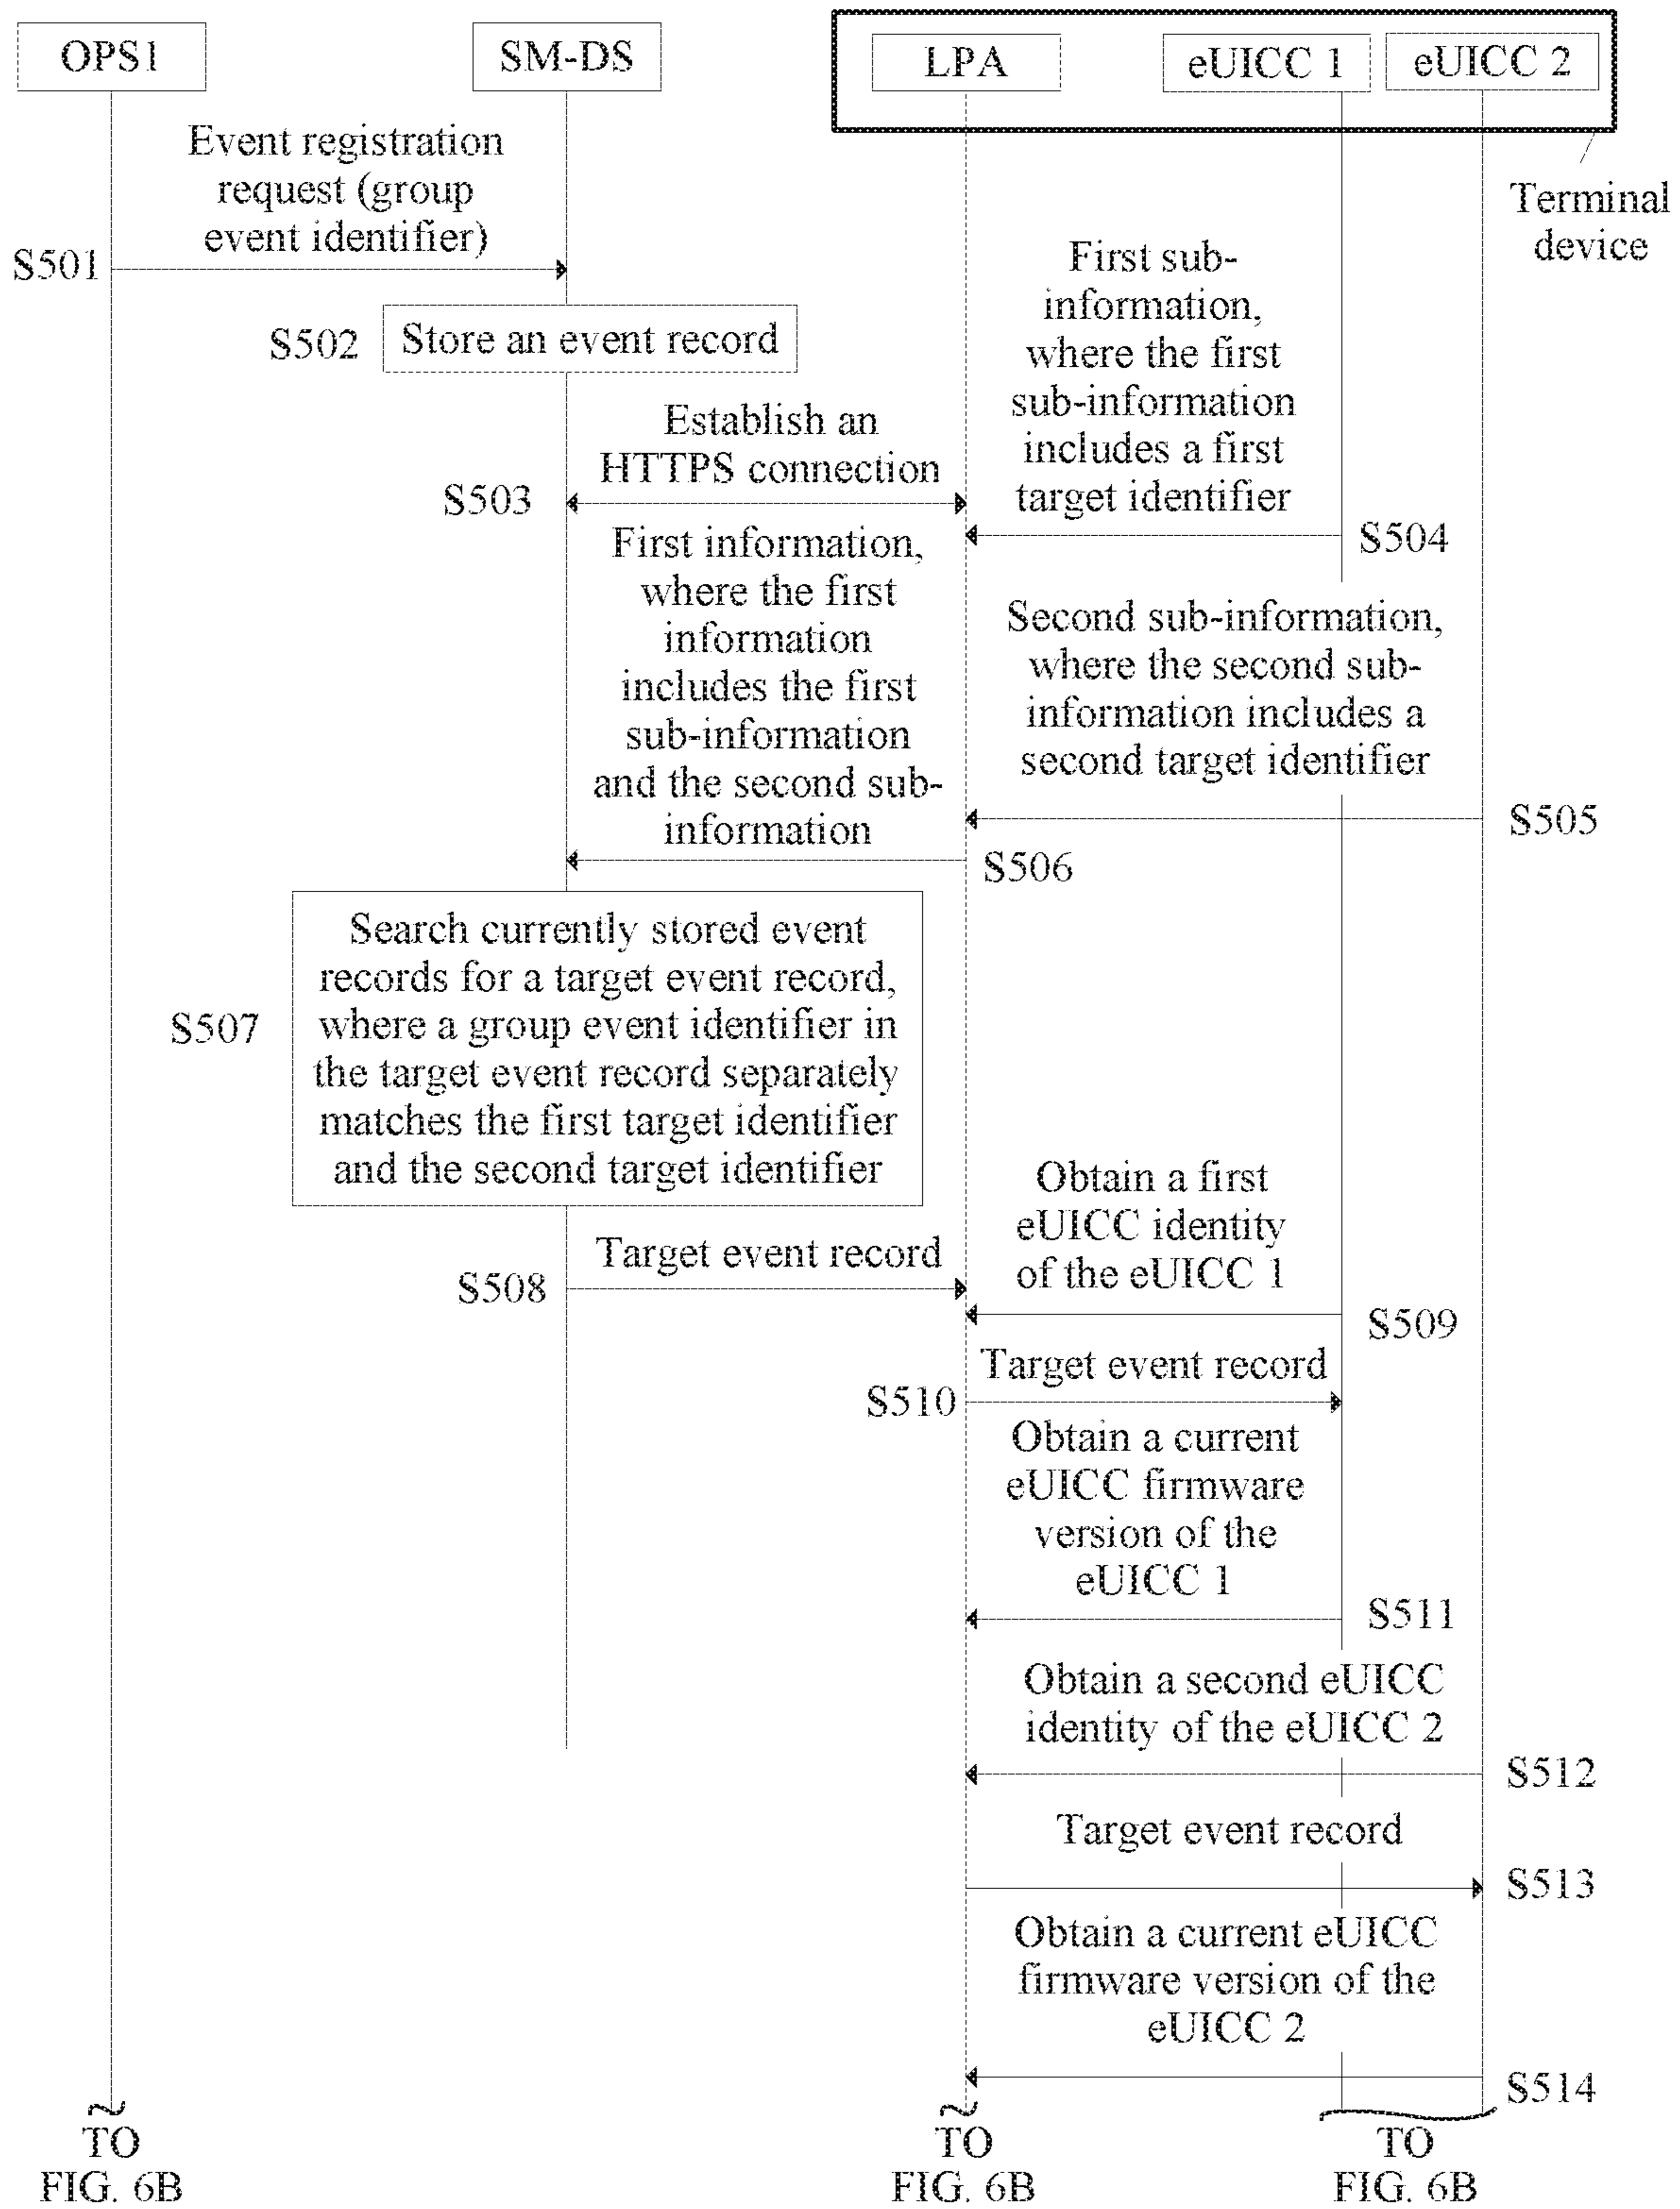 OPS1
SM-DS
LPA
eUICC 1
eUICC 2
Terminal
device
Event registration
request (group
event identifier)
S501
S502
Store an event record
Establish an
HTTPS connection
S503
First sub-
information,
where the first
sub-information
includes a first
target identifier
S504
First information,
where the first
information
includes the first
sub-information
and the second sub-
information
Second sub-information,
where the second sub-
information includes a
second target identifier
S505
S506
S507
Search currently stored event
records for a target event record,
where a group event identifier in
the target event record separately
matches the first target identifier
and the second target identifier
Target event record
S508
Obtain a first
eUICC identity
of the eUICC 1
S509
Target event record
S510
Obtain a current
eUICC firmware
version of the
eUICC 1
S511
Obtain a second eUICC
identity of the eUICC 2
S512
Target event record
S513
Obtain a current eUICC
firmware version of the
eUICC 2
S514
TO
FIG. 6B
TO
FIG. 6B
TO
FIG. 6B